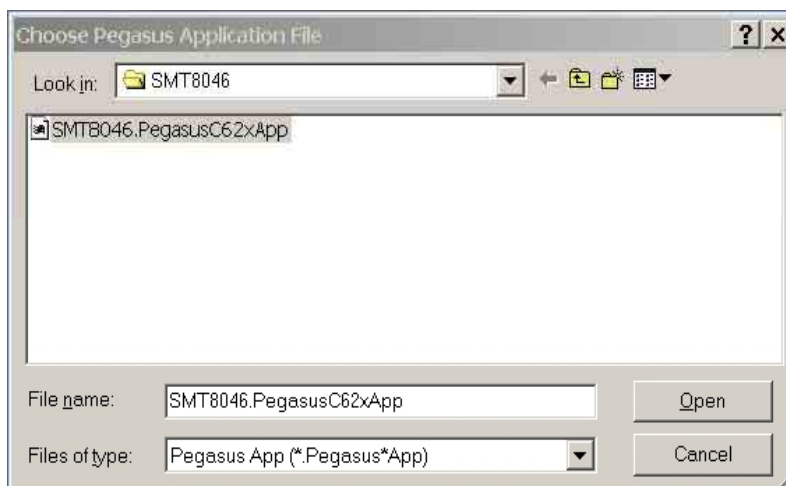 Choose Pegasus Application File
Look in: SMT8046
SMT8046.PegasusC62xApp
File name: SMT8046.PegasusC62xApp Open
Files of type: Pegasus App (*.Pegasus*App) Cancel